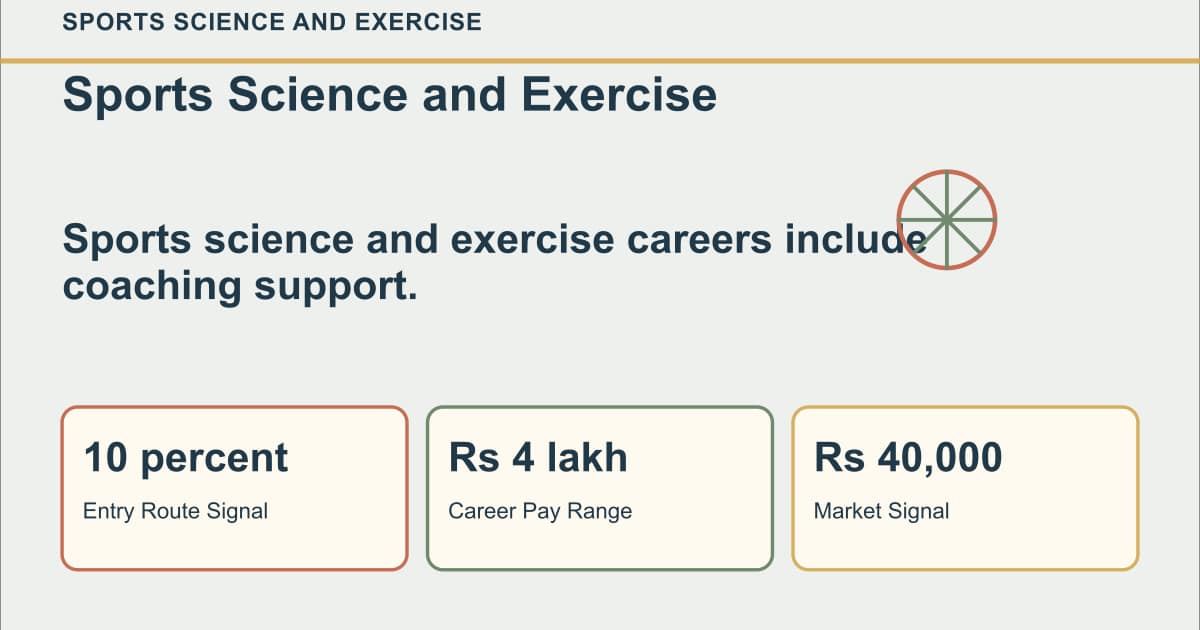 SPORTS SCIENCE AND EXERCISE
Sports Science and Exercise
Sports science and exercise careers include
coaching support.
10 percent
Entry Route Signal
Rs 4 lakh
Career Pay Range
Rs 40,000
Market Signal